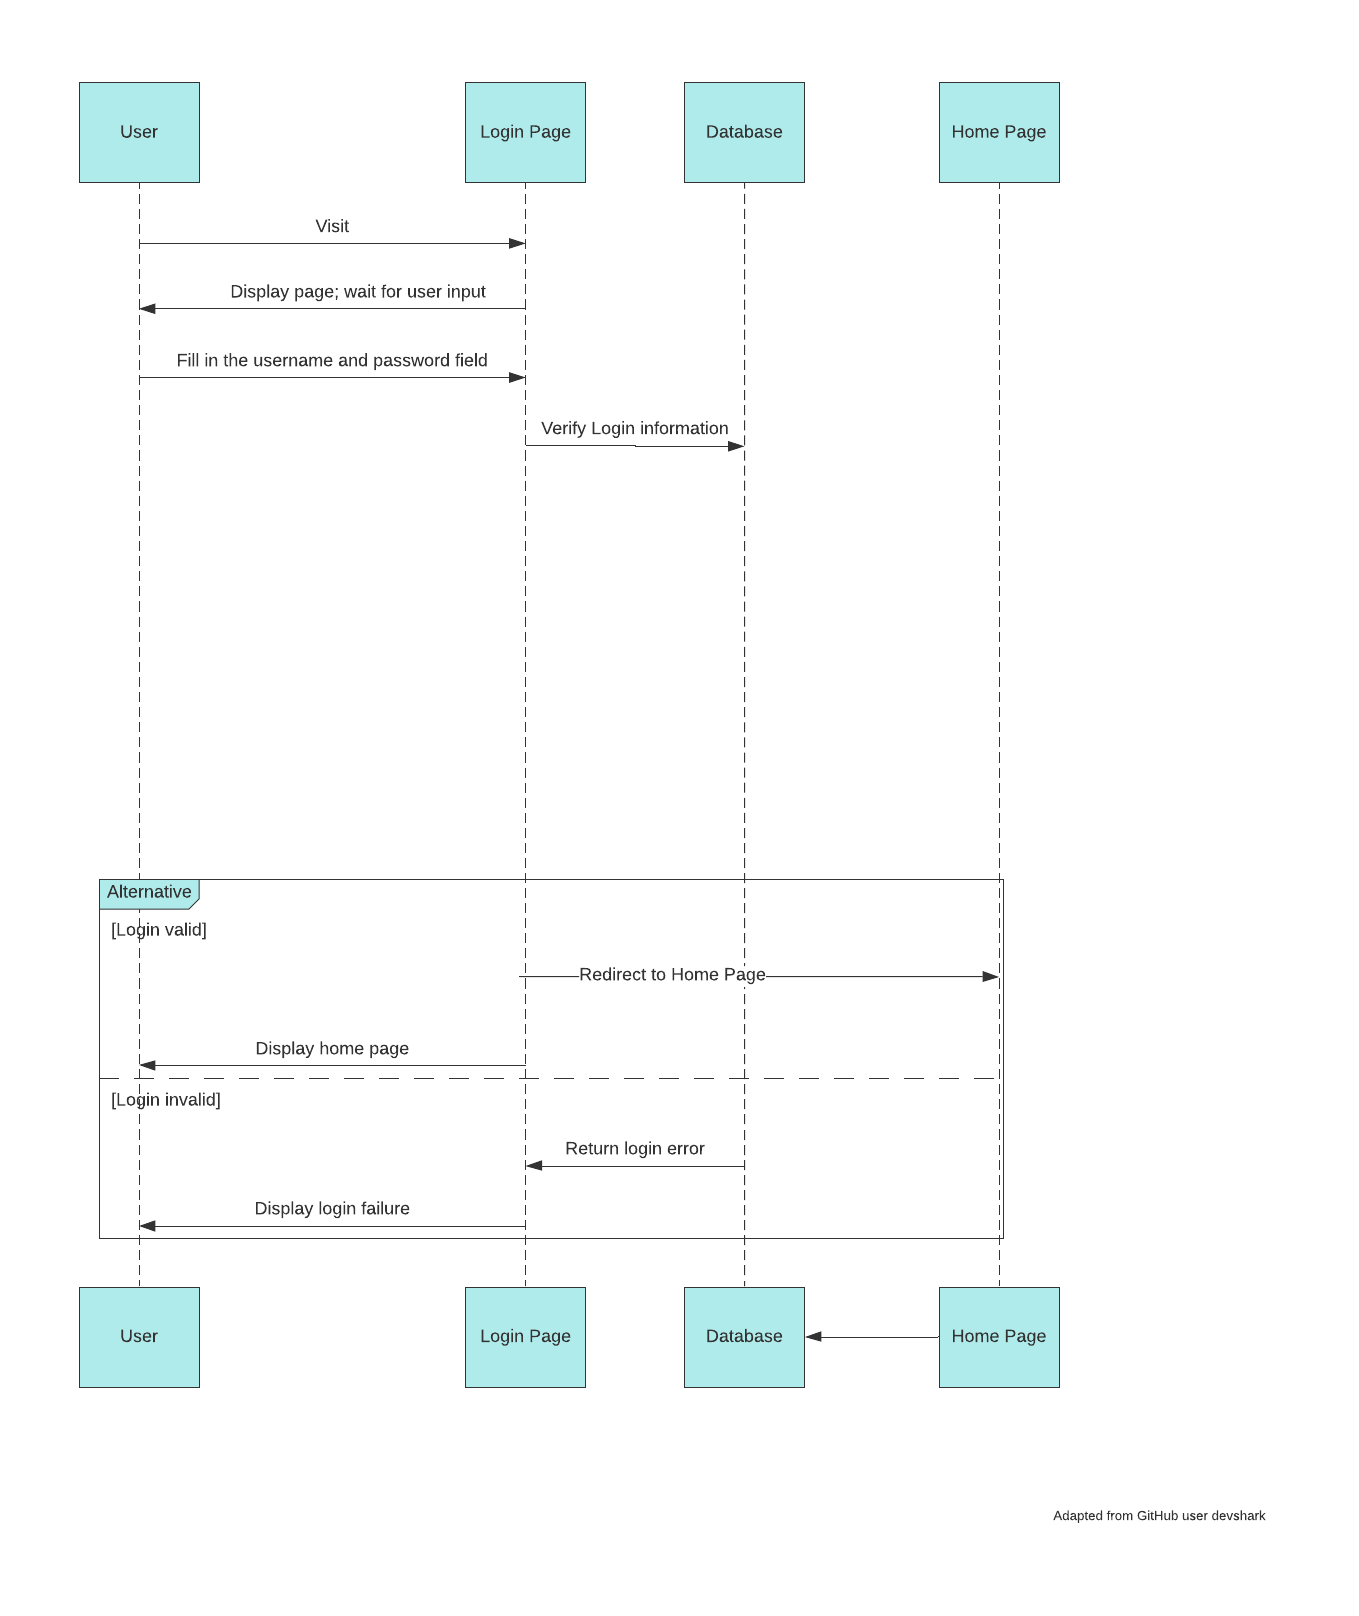 User
Login Page
Database
Home Page
Visit
Display page; wait for user input
Fill in the username and password field
Verify Login information
Alternative
[Login valid]
Redirect to Home Page
Display home page
[Login invalid]
Return login error
Display login failure
User
Login Page
Database
Home Page
Adapted from GitHub user devshark